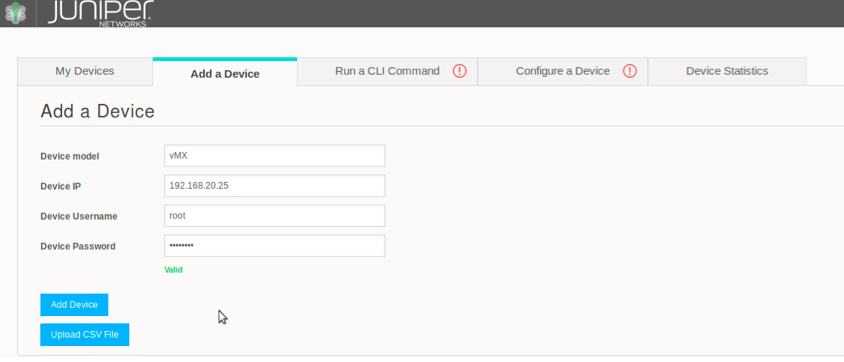 JUNIPER
NETWORKS
My Devices
Add a Device
Run a CLI Command
Configure a Device
Device Statistics
Add a Device
Device model vMX
Device IP 192.168.20.25
Device Username root
Device Password ••••••••
Valid
Add Device
Upload CSV File